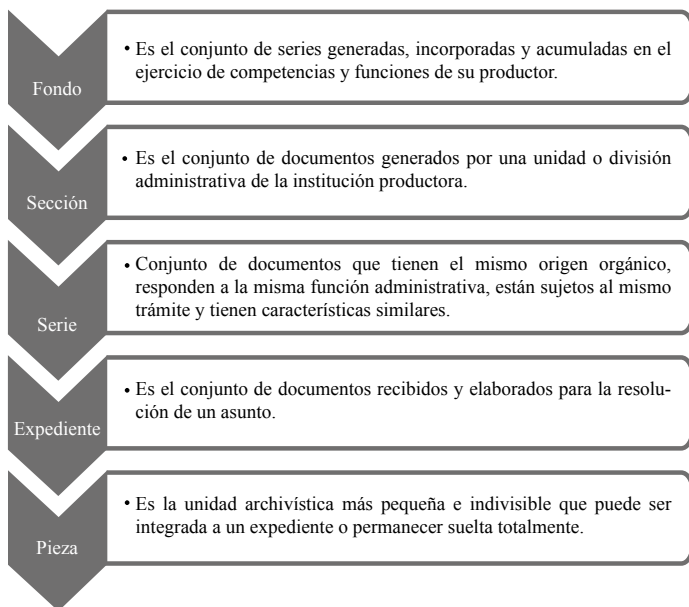 Fondo
• Es el conjunto de series generadas, incorporadas y acumuladas en el
ejercicio de competencias y funciones de su productor.
Sección
• Es el conjunto de documentos generados por una unidad o división
administrativa de la institución productora.
Serie
• Conjunto de documentos que tienen el mismo origen orgánico,
responden a la misma función administrativa, están sujetos al mismo
trámite y tienen características similares.
Expediente
• Es el conjunto de documentos recibidos y elaborados para la resolu-
ción de un asunto.
Pieza
• Es la unidad archivística más pequeña e indivisible que puede ser
integrada a un expediente o permanecer suelta totalmente.